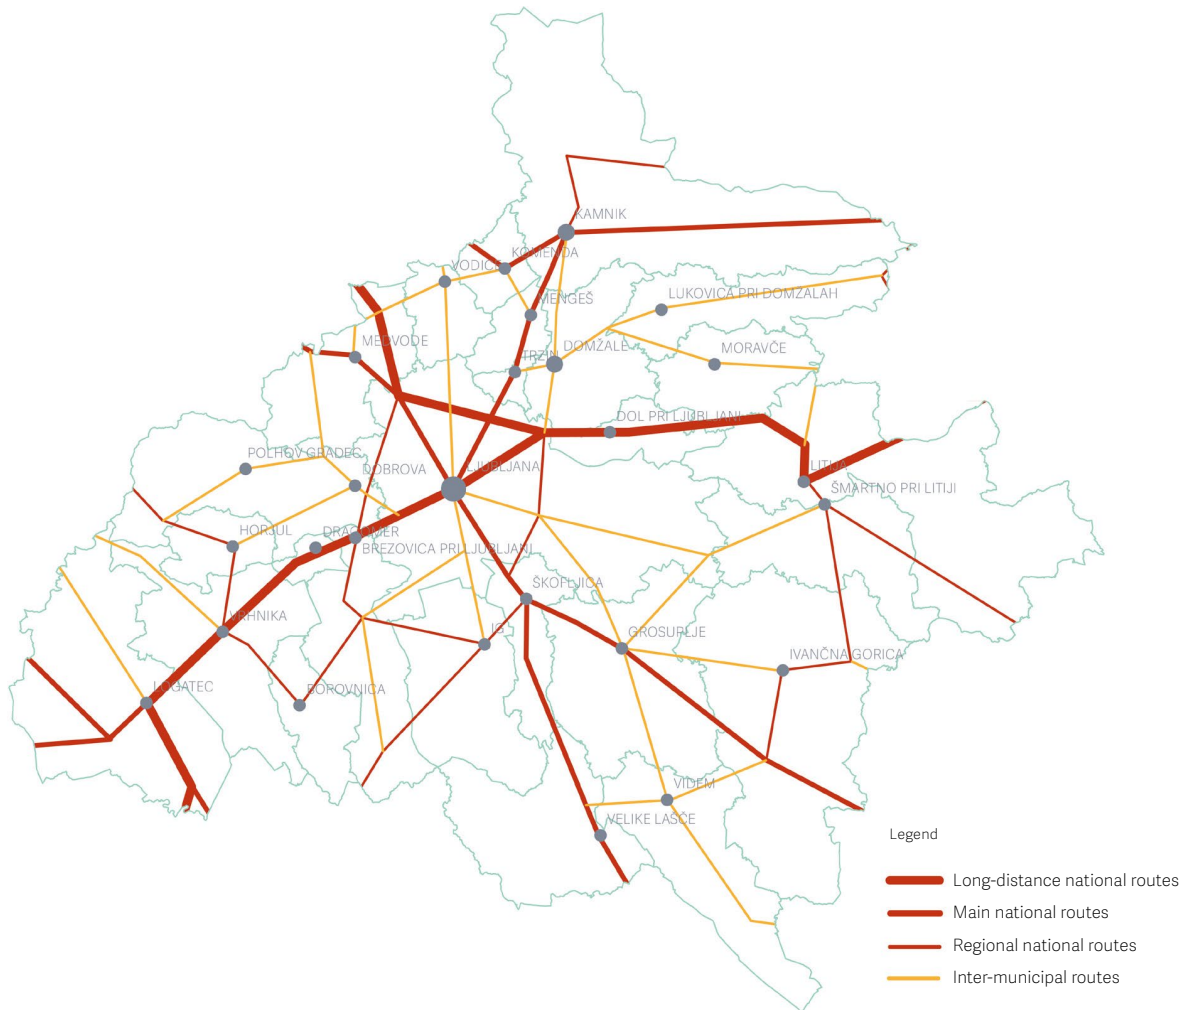 KAMNIK
KOMENDA
VODICE
LUKOVICA PRI DOMŽALAH
MENGEŠ
MEDVODE
DOMŽALE
MORAVČE
TRZIN
DOL PRI LJUBLJANI
POLHOV GRADEC
DOBROVA
LJUBLJANA
LITIJA
ŠMARTNO PRI LITIJI
HORJUL
DRAGOMER
BREZOVICA PRI LJUBLJANI
ŠKOFLJICA
VRHNIKA
IG
GROSUPLJE
IVANČNA GORICA
LOGATEC
BOROVNICA
VIDEM
VELIKE LAŠČE
Legend
Long-distance national routes
Main national routes
Regional national routes
Inter-municipal routes